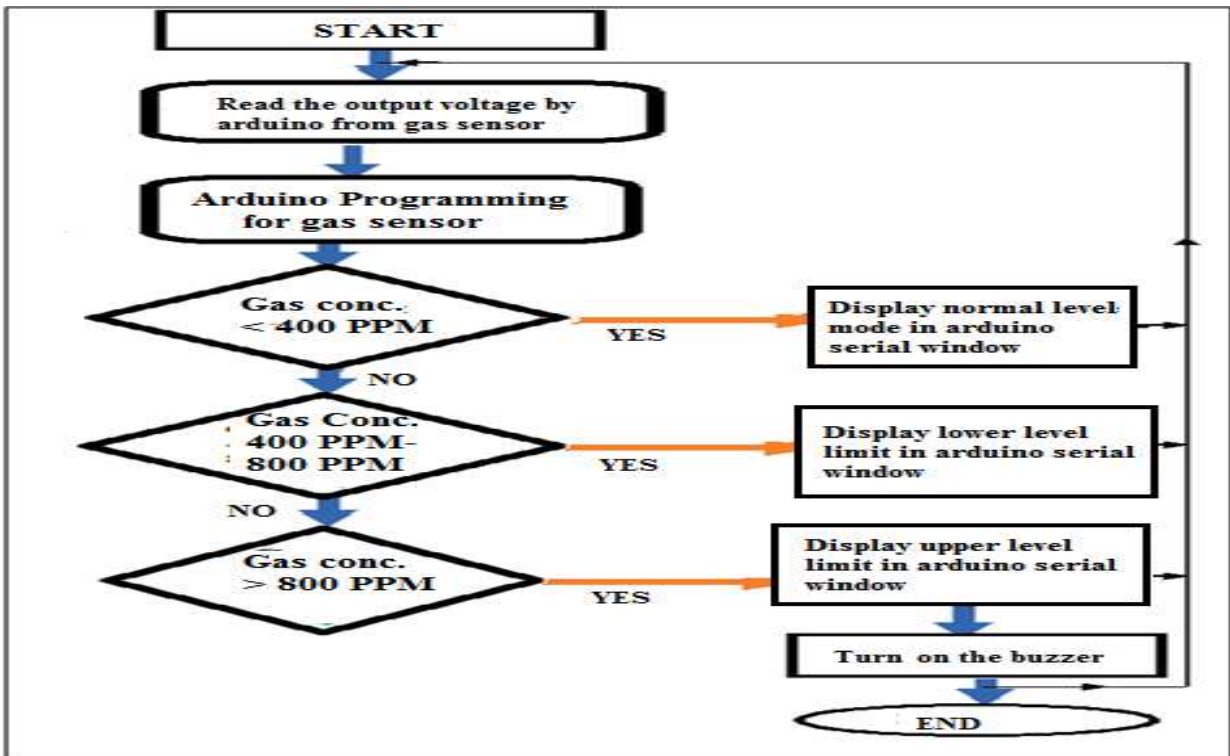 START
Read the output voltage by
arduino from gas sensor
Arduino Programming
for gas sensor
Gas conc.
< 400 PPM
YES
Display normal level
mode in arduino
serial window
NO
Gas Conc.
400 PPM-
800 PPM
YES
Display lower level
limit in arduino serial
window
NO
Gas conc.
> 800 PPM
YES
Display upper level
limit in arduino serial
window
Turn on the buzzer
END